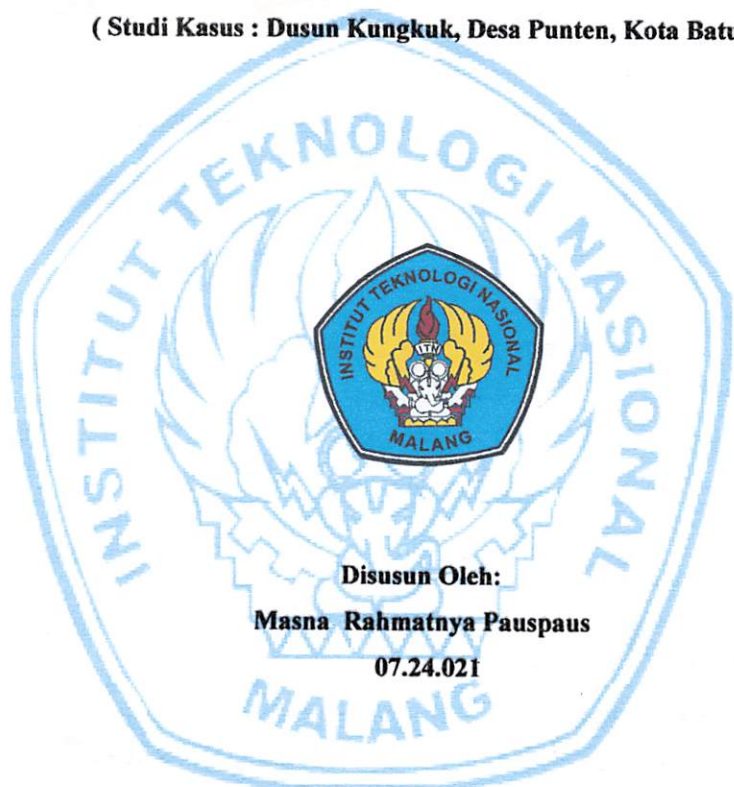 ( Studi Kasus : Dusun Kungkuk, Desa Punten, Kota Batu
INSTITUT TEKNOLOGI NASIONAL
INSTITUT TEKNOLOGI NASIONAL
ITN
MALANG
Disusun Oleh:
Masna Rahmatnya Pauspaus
07.24.021
MALANG